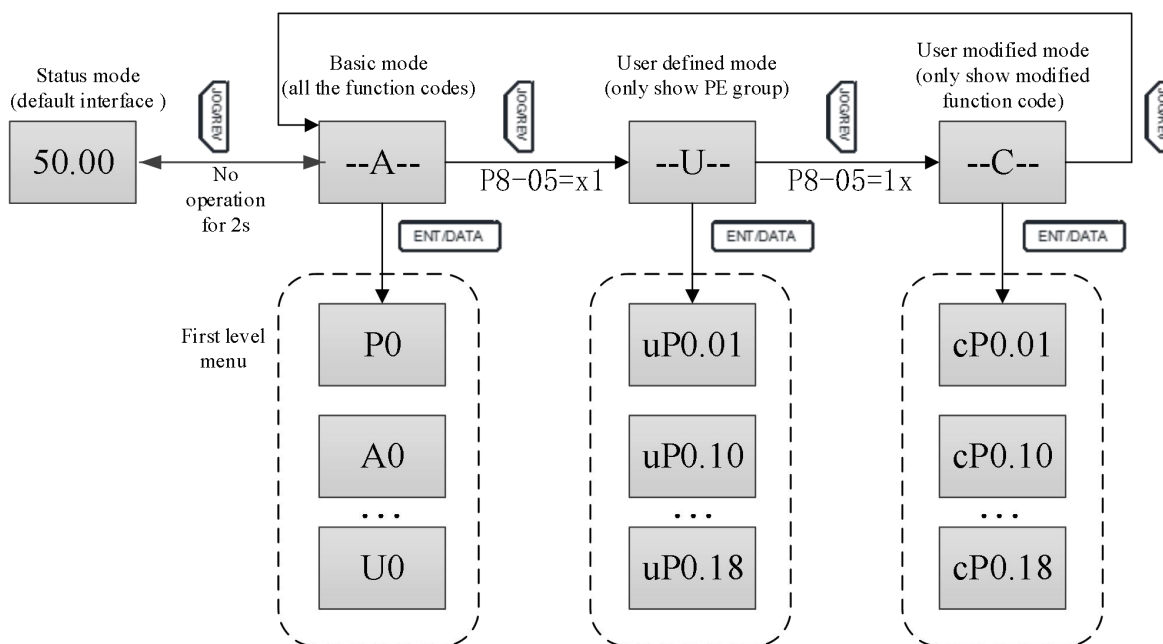 Status mode
(default interface )
JOG/REV
Basic mode
(all the function codes)
JOG/REV
User defined mode
(only show PE group)
JOG/REV
User modified mode
(only show modified
function code)
JOG/REV
50.00
No
operation
for 2s
--A--
P8-05=x1
--U--
P8-05=1x
--C--
ENT/DATA
ENT/DATA
ENT/DATA
First level
menu
P0
uP0.01
cP0.01
A0
uP0.10
cP0.10
...
...
...
U0
uP0.18
cP0.18